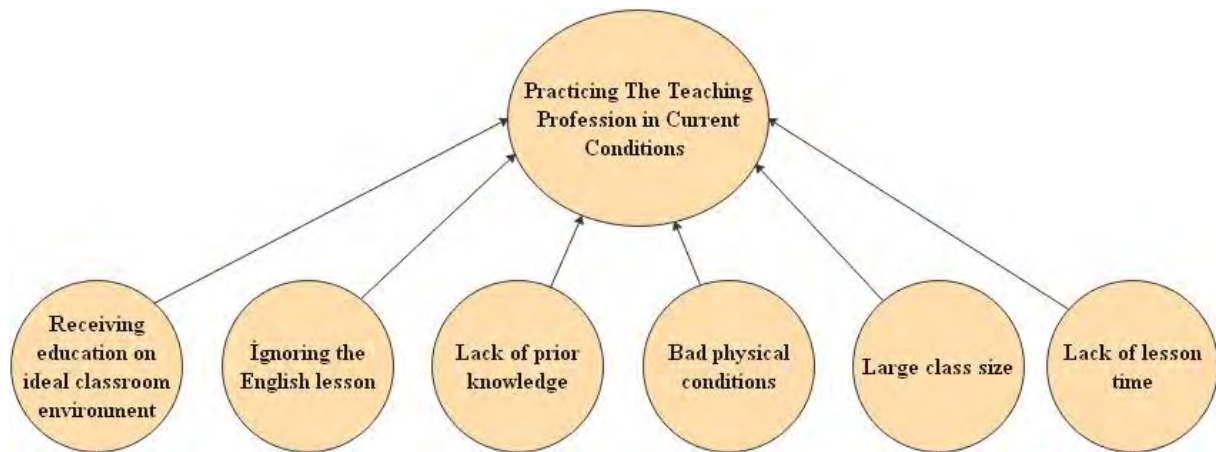 Practicing The Teaching
Profession in Current
Conditions
Receiving
education on
ideal classroom
environment
İgnoring the
English lesson
Lack of prior
knowledge
Bad physical
conditions
Large class size
Lack of lesson
time